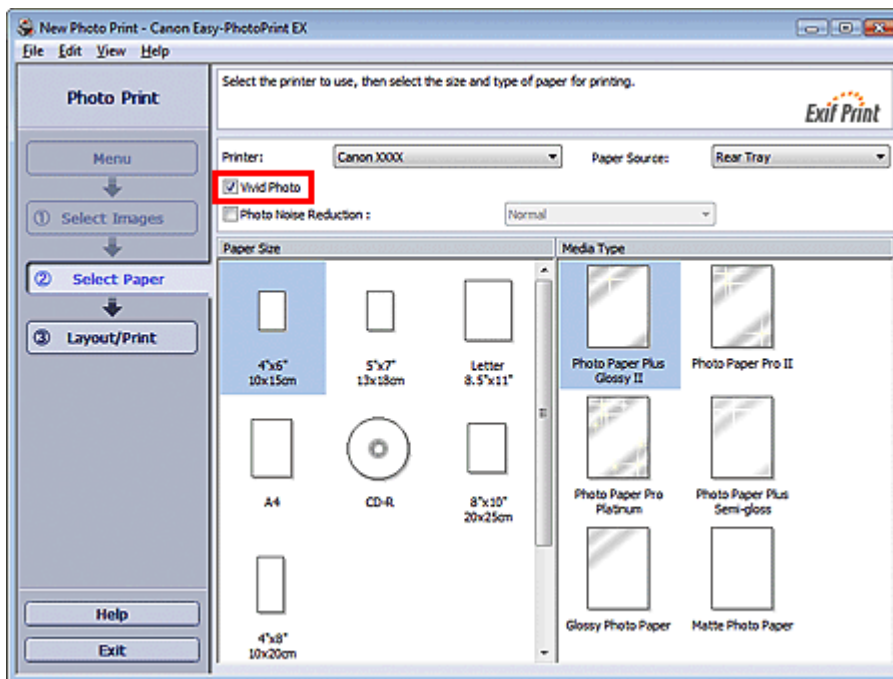 New Photo Print - Canon Easy-PhotoPrint EX
File Edit View Help
Photo Print
Select the printer to use, then select the size and type of paper for printing.
Exif Print
Menu
① Select Images
② Select Paper
③ Layout/Print
Help
Exit
Printer: Canon XXXX Paper Source: Rear Tray
Vivid Photo
Photo Noise Reduction : Normal
Paper Size
4"x6"
10x15cm
5"x7"
13x18cm
Letter
8.5"x11"
A4
CD-R
8"x10"
20x25cm
4"x8"
10x20cm
Media Type
Photo Paper Plus
Glossy II
Photo Paper Pro II
Photo Paper Pro
Platinum
Photo Paper Plus
Semi-gloss
Glossy Photo Paper
Matte Photo Paper